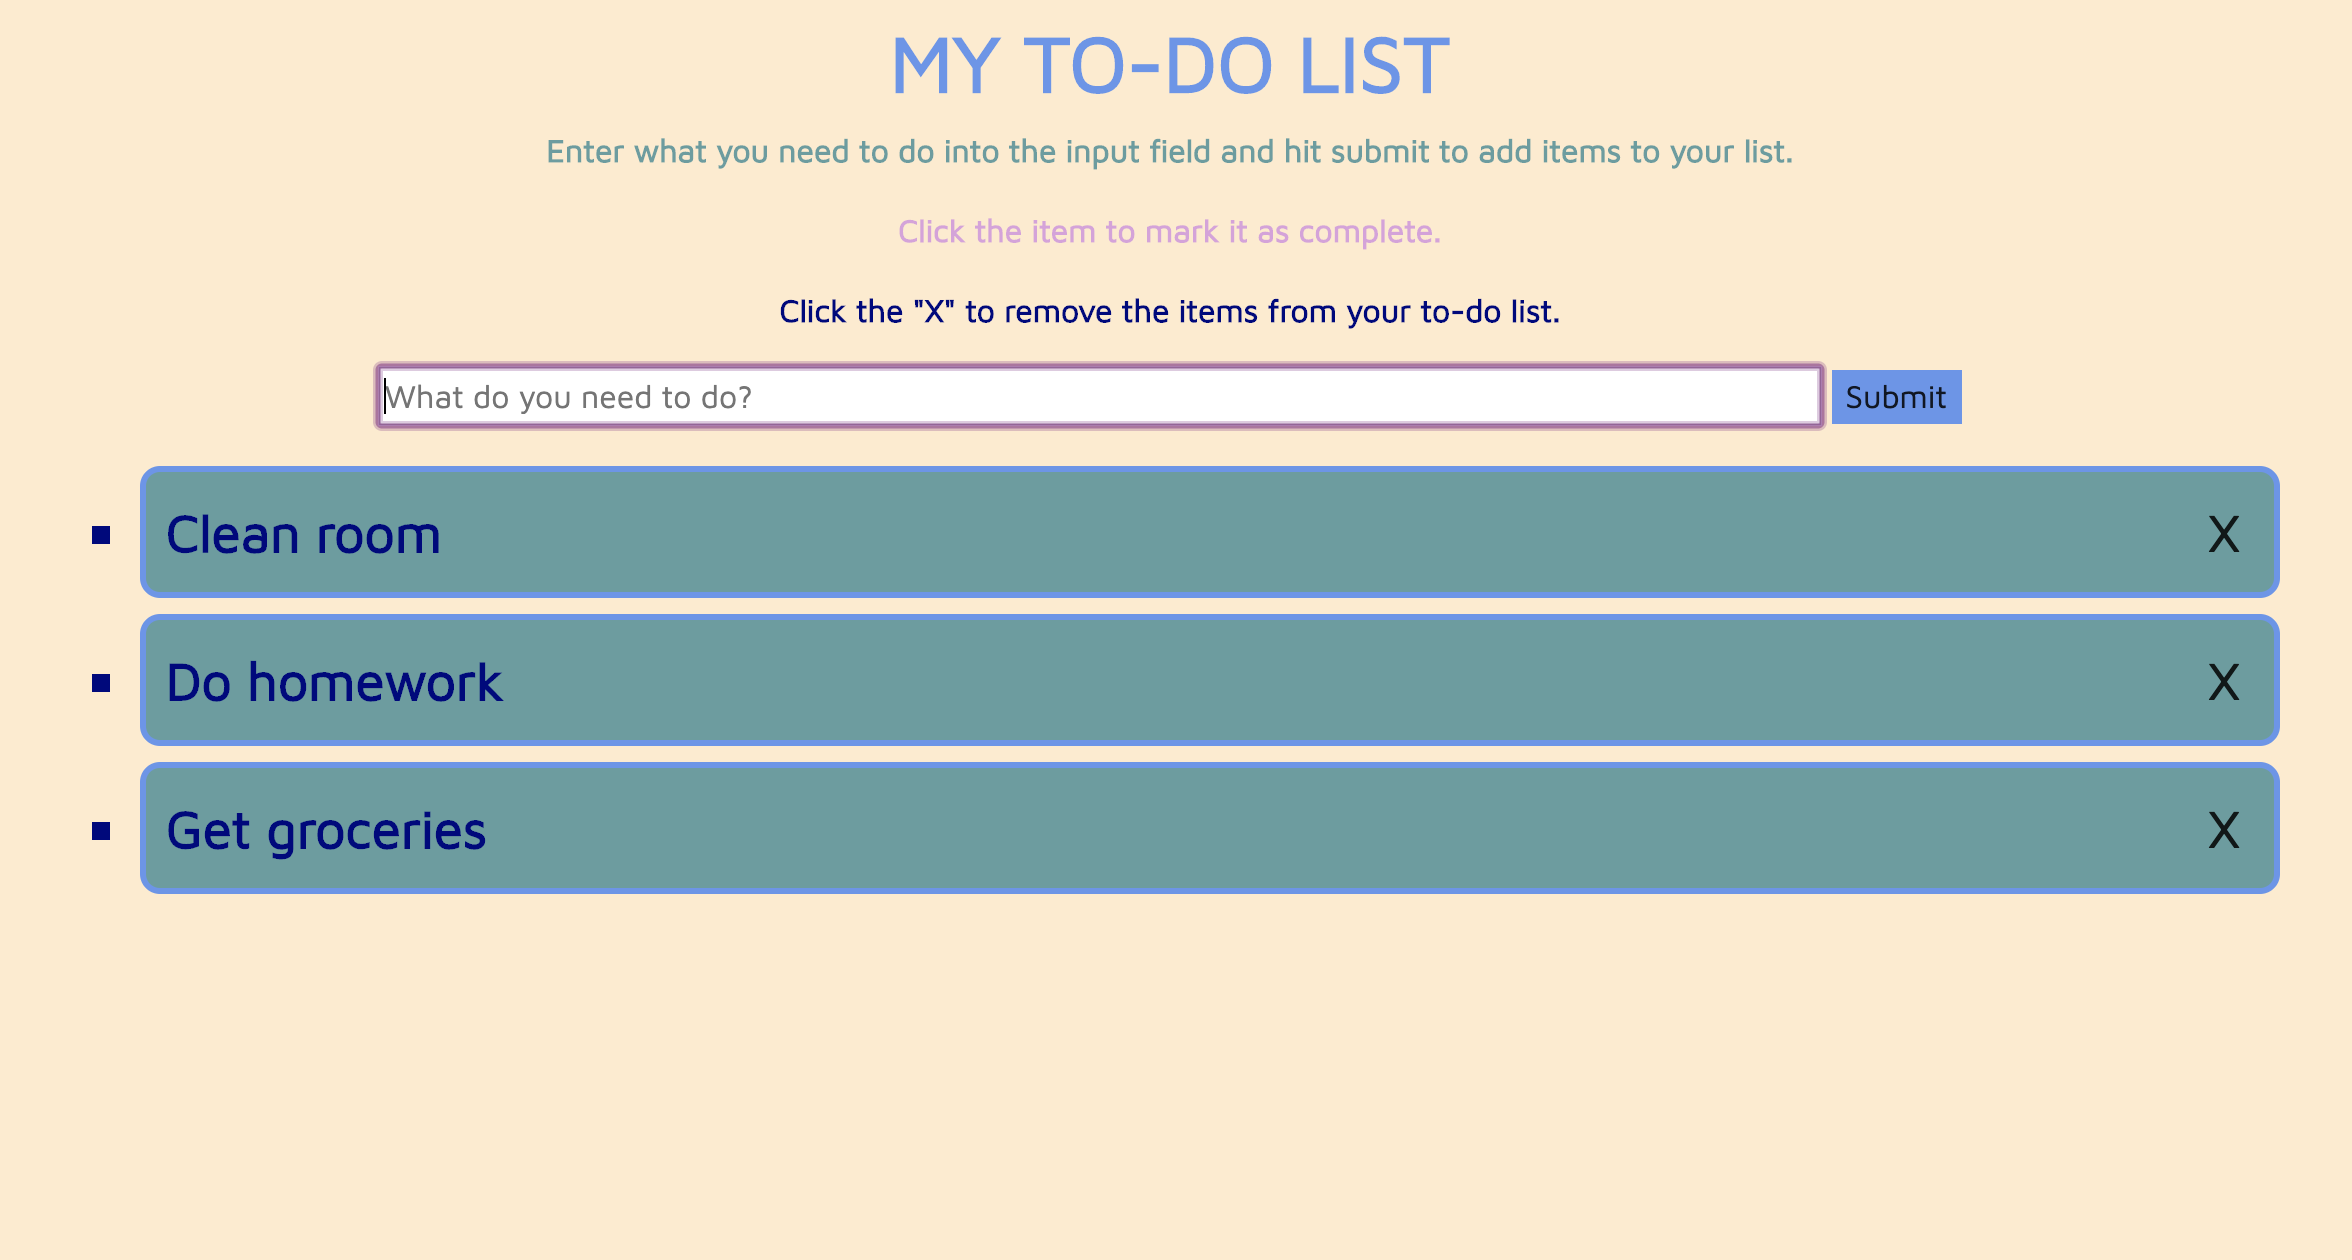 MY TO-DO LIST
Enter what you need to do into the input field and hit submit to add items to your list.
Click the item to mark it as complete.
Click the "X" to remove the items from your to-do list.
What do you need to do? Submit
Clean room X
Do homework X
Get groceries X